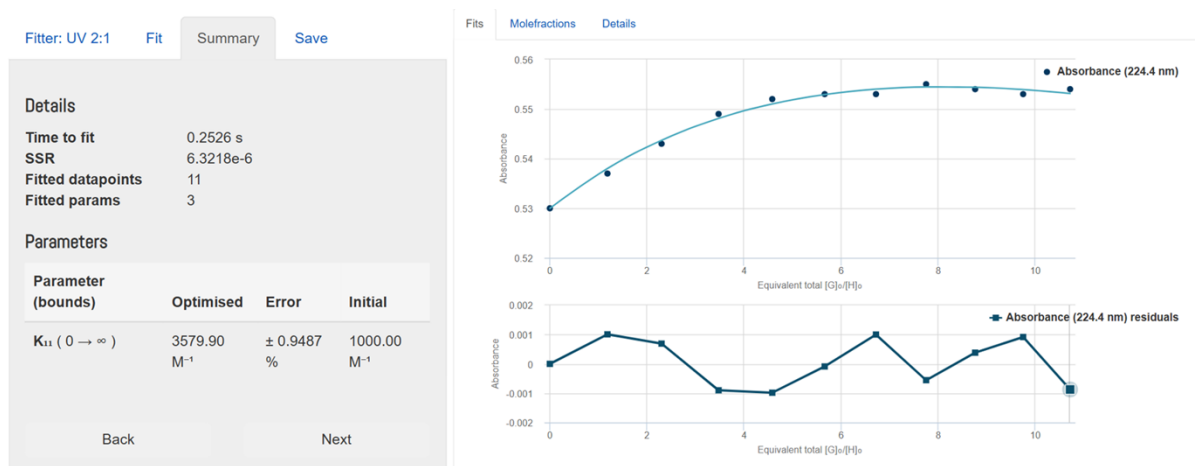 Fitter: UV 2:1 Fit Summary Save
Details
Time to fit 0.2526 s
SSR 6.3218e-6
Fitted datapoints 11
Fitted params 3
Parameters
Parameter (bounds) Optimised Error Initial
K₁₁ ( 0 → ∞ ) 3579.90 M⁻¹ ± 0.9487 % 1000.00 M⁻¹
Back Next
Fits Molefractions Details
Absorbance (224.4 nm)
0.56
0.55
0.54
0.53
0.52
Absorbance
0 2 4 6 8 10
Equivalent total [G]₀/[H]₀
Absorbance (224.4 nm) residuals
0.002
0.001
0
-0.001
-0.002
Absorbance
0 2 4 6 8 10
Equivalent total [G]₀/[H]₀